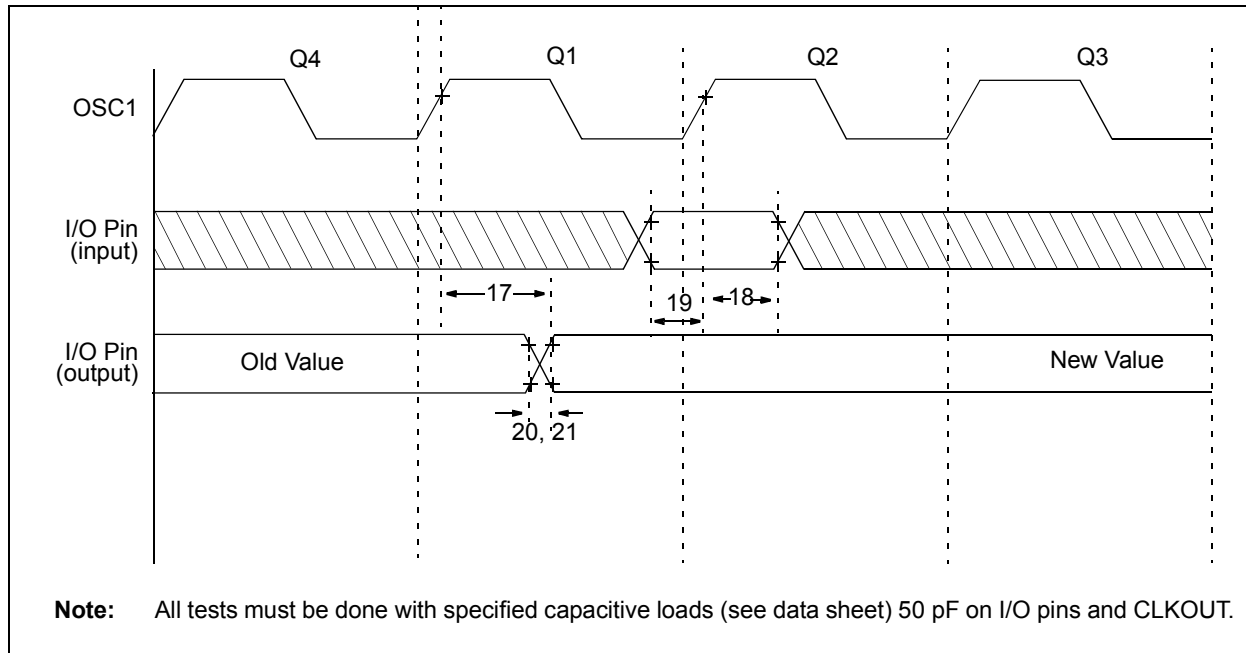 Q4
Q1
Q2
Q3
OSC1
I/O Pin
(input)
17
19
18
I/O Pin
(output)
Old Value
New Value
20, 21
Note: All tests must be done with specified capacitive loads (see data sheet) 50 pF on I/O pins and CLKOUT.